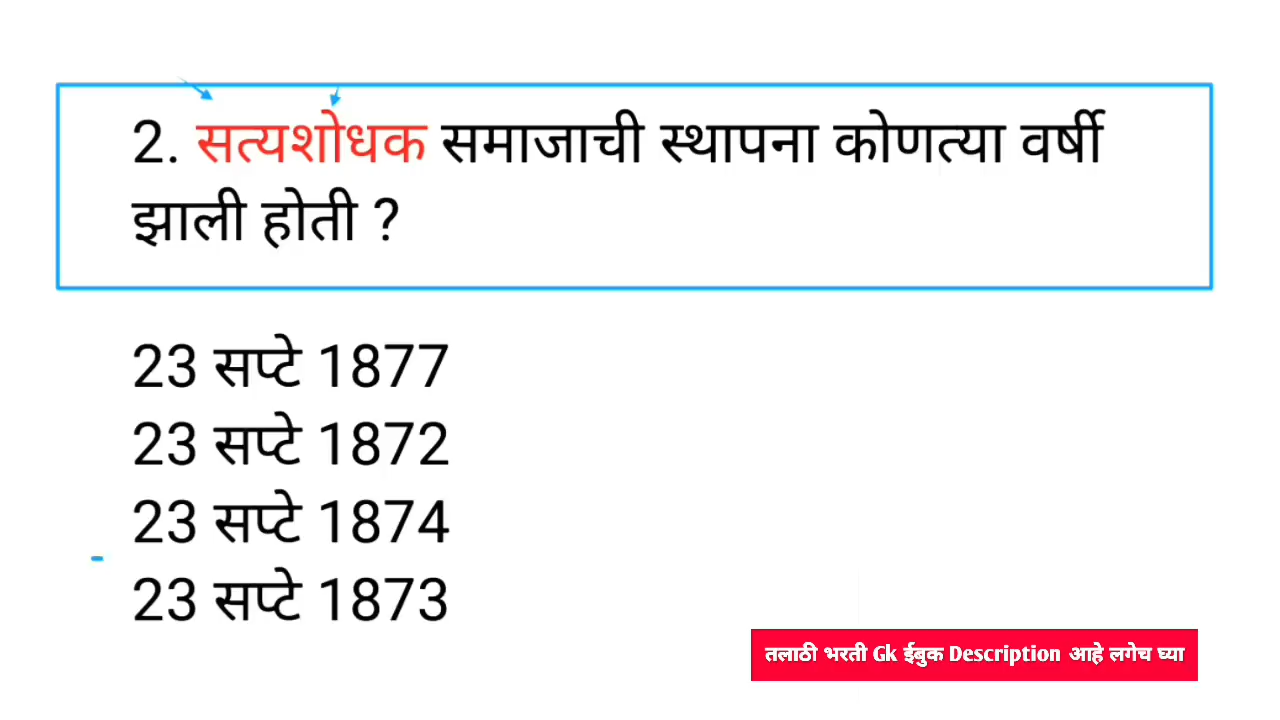 2. सत्यशोधक समाजाची स्थापना कोणत्या वर्षी
झाली होती ?
23 सप्टे 1877
23 सप्टे 1872
23 सप्टे 1874
23 सप्टे 1873
तलाठी भरती Gk ईबुक Description आहे लगेच घ्या